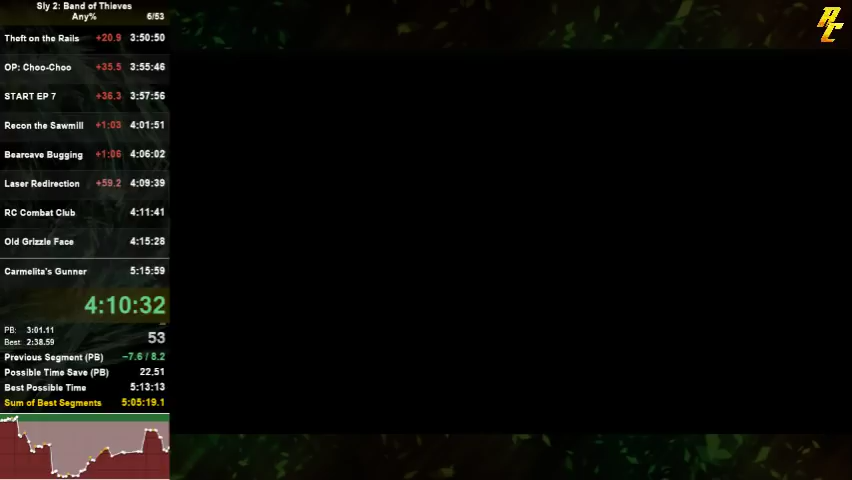 Sly 2: Band of Thieves
Any% 6/53
Theft on the Rails +20.9 3:50:50
OP: Choo-Choo +35.5 3:55:46
START EP 7 +36.3 3:57:56
Recon the Sawmill +1:03 4:01:51
Bearcave Bugging +1:06 4:06:02
Laser Redirection +59.2 4:09:39
RC Combat Club 4:11:41
Old Grizzle Face 4:15:28
Carmelita's Gunner 5:15:59
4:10:32
PB: 3:01.11
Best: 2:38.59
53
Previous Segment (PB) −7.6 / 8.2
Possible Time Save (PB) 22.51
Best Possible Time 5:13:13
Sum of Best Segments 5:05:19.1